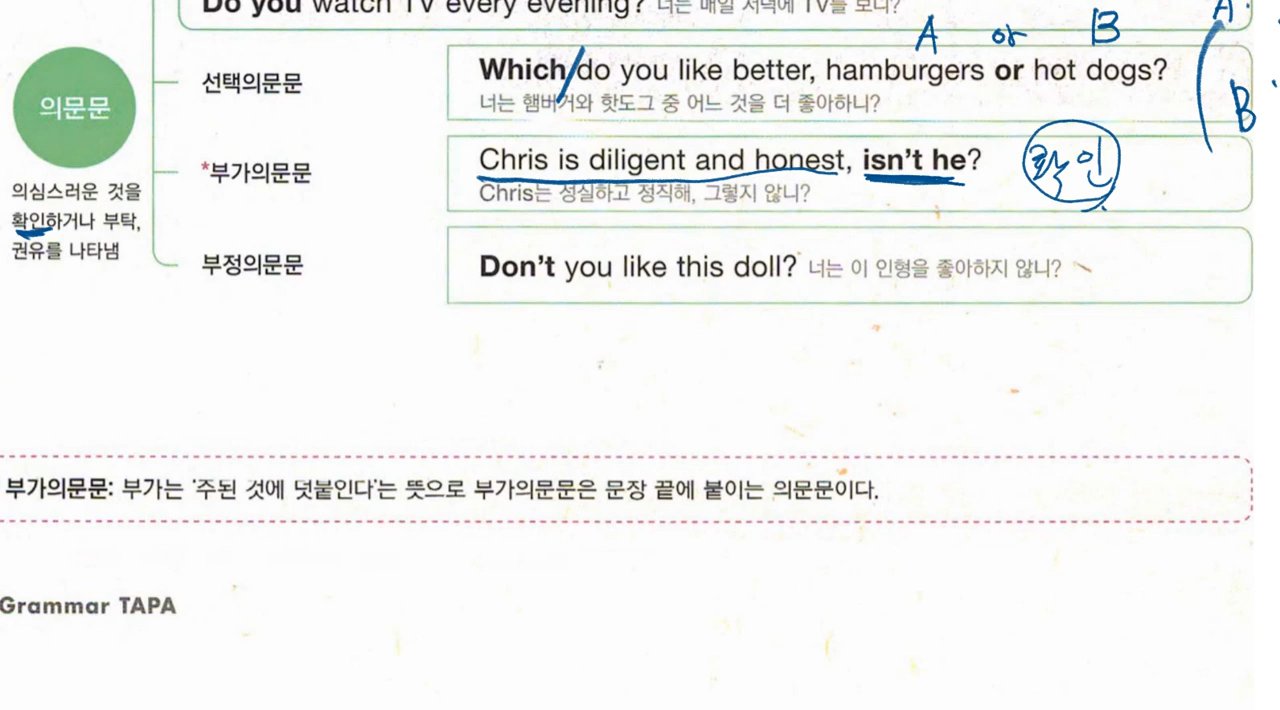 Do you watch TV every evening? 너는 매일 저녁에 TV를 보니?
A or B
A.
B
의문문
의심스러운 것을
확인하거나 부탁,
권유를 나타냄
선택의문문
Which/do you like better, hamburgers or hot dogs?
너는 햄버거와 핫도그 중 어느 것을 더 좋아하니?
*부가의문문
Chris is diligent and honest, isn't he? 확인
Chris는 성실하고 정직해, 그렇지 않니?
부정의문문
Don't you like this doll? 너는 이 인형을 좋아하지 않니?
부가의문문: 부가는 '주된 것에 덧붙인다'는 뜻으로 부가의문문은 문장 끝에 붙이는 의문문이다.
Grammar TAPA